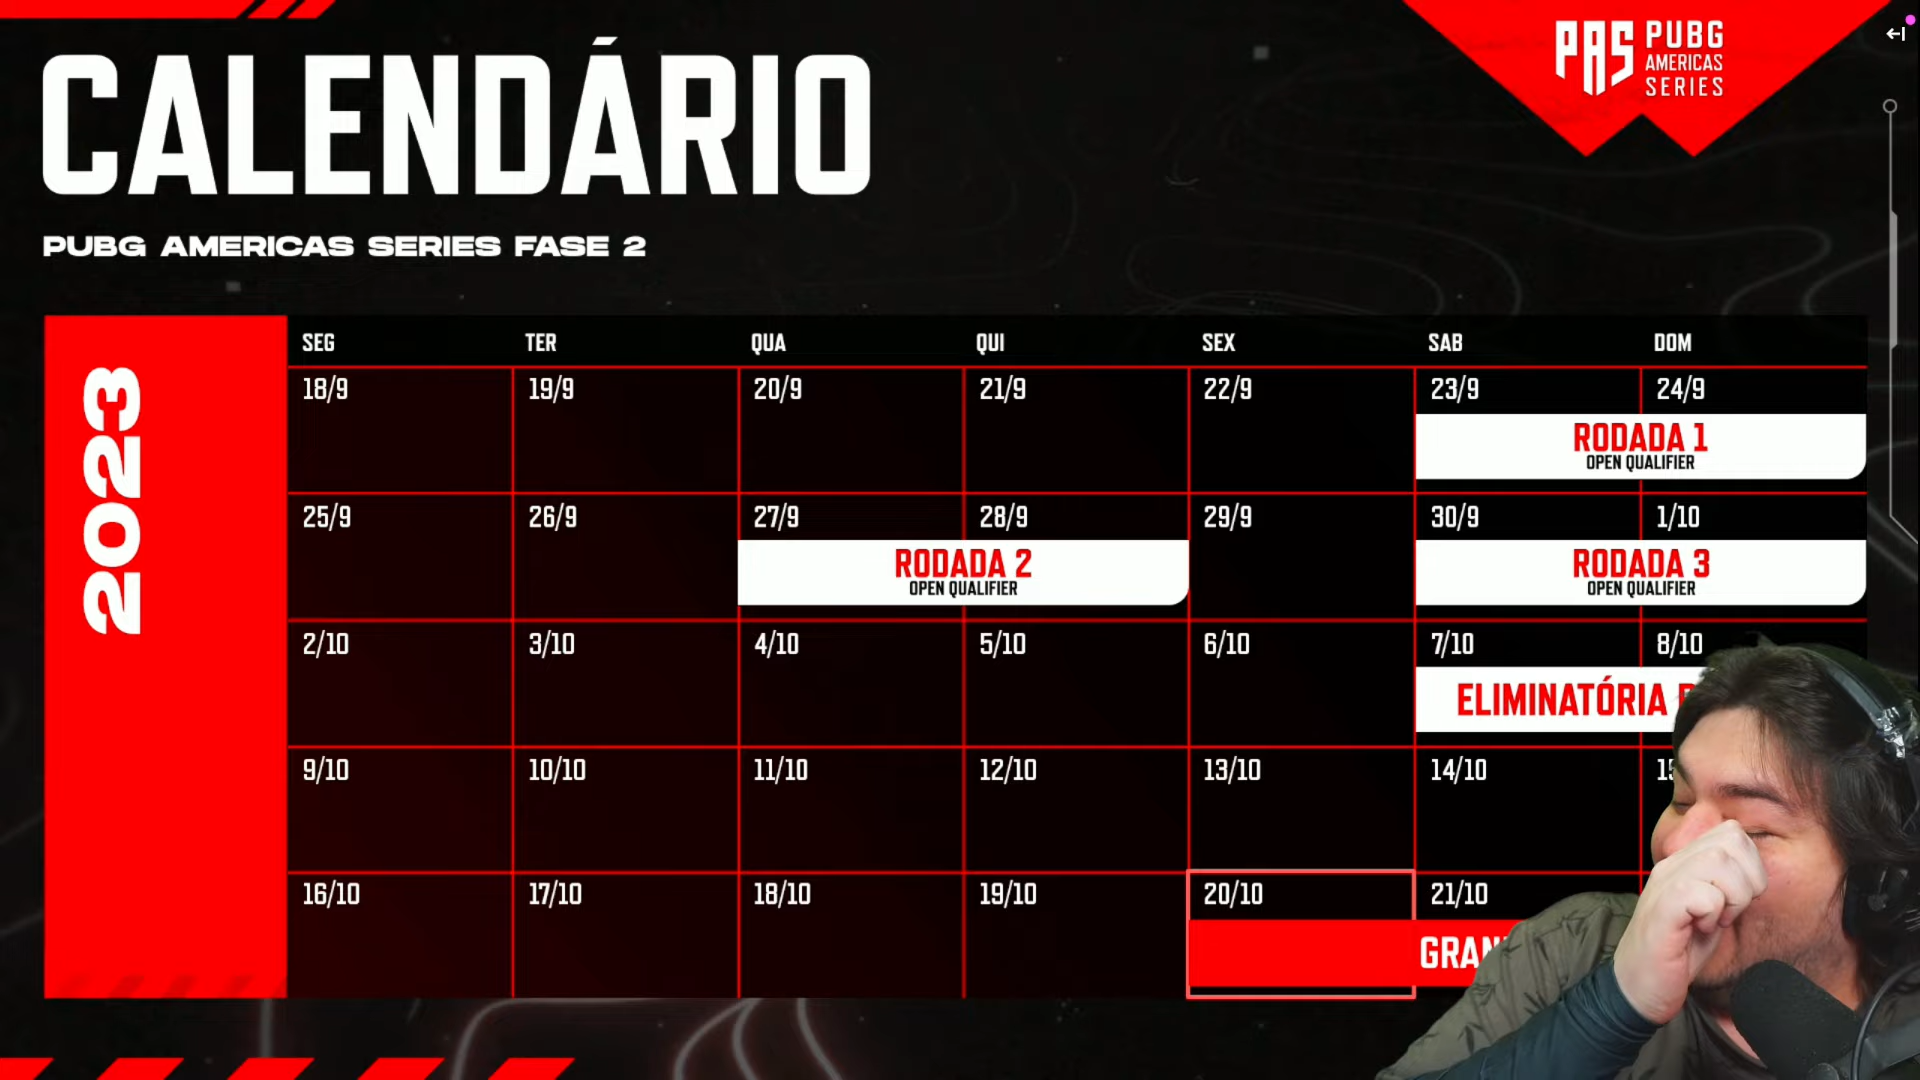 CALENDÁRIO
PUBG AMERICAS SERIES FASE 2
PAS PUBG
AMERICAS
SERIES
2023
SEG TER QUA QUI SEX SAB DOM
18/9 19/9 20/9 21/9 22/9 23/9 24/9
RODADA 1
OPEN QUALIFIER
25/9 26/9 27/9 28/9 29/9 30/9 1/10
RODADA 2 RODADA 3
OPEN QUALIFIER OPEN QUALIFIER
2/10 3/10 4/10 5/10 6/10 7/10 8/10
ELIMINATÓRIA
9/10 10/10 11/10 12/10 13/10 14/10
16/10 17/10 18/10 19/10 20/10 21/10